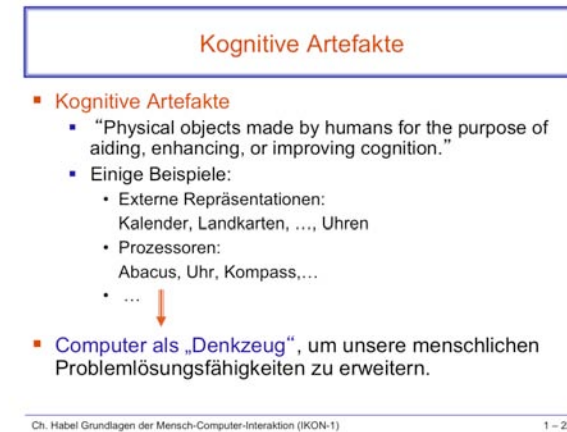 Kognitive Artefakte
▪ Kognitive Artefakte
▪ “Physical objects made by humans for the purpose of
aiding, enhancing, or improving cognition.”
▪ Einige Beispiele:
• Externe Repräsentationen:
Kalender, Landkarten, …, Uhren
• Prozessoren:
Abacus, Uhr, Kompass,…
• …
▪ Computer als „Denkzeug“, um unsere menschlichen
Problemlösungsfähigkeiten zu erweitern.
Ch. Habel Grundlagen der Mensch-Computer-Interaktion (IKON-1)
1 – 2